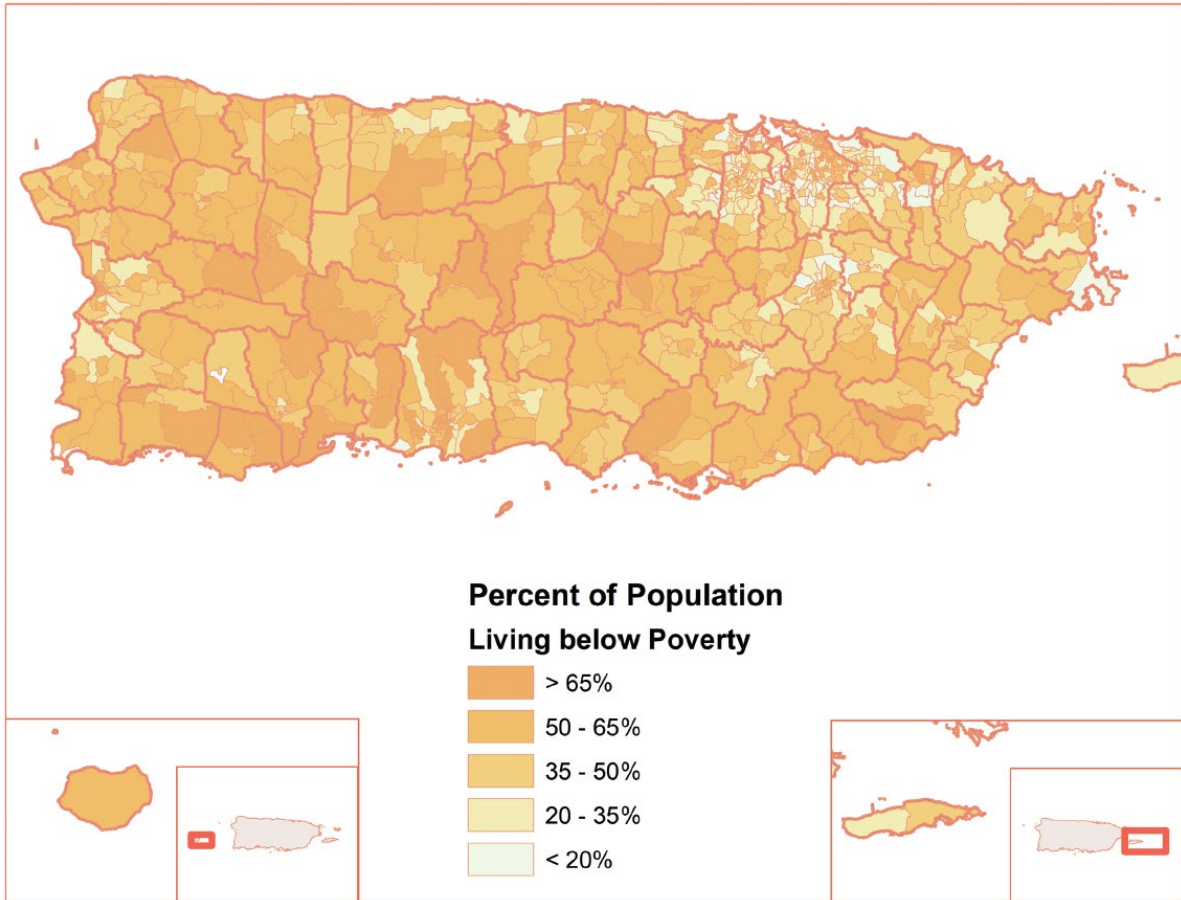 Percent of Population
Living below Poverty
> 65%
50 - 65%
35 - 50%
20 - 35%
< 20%